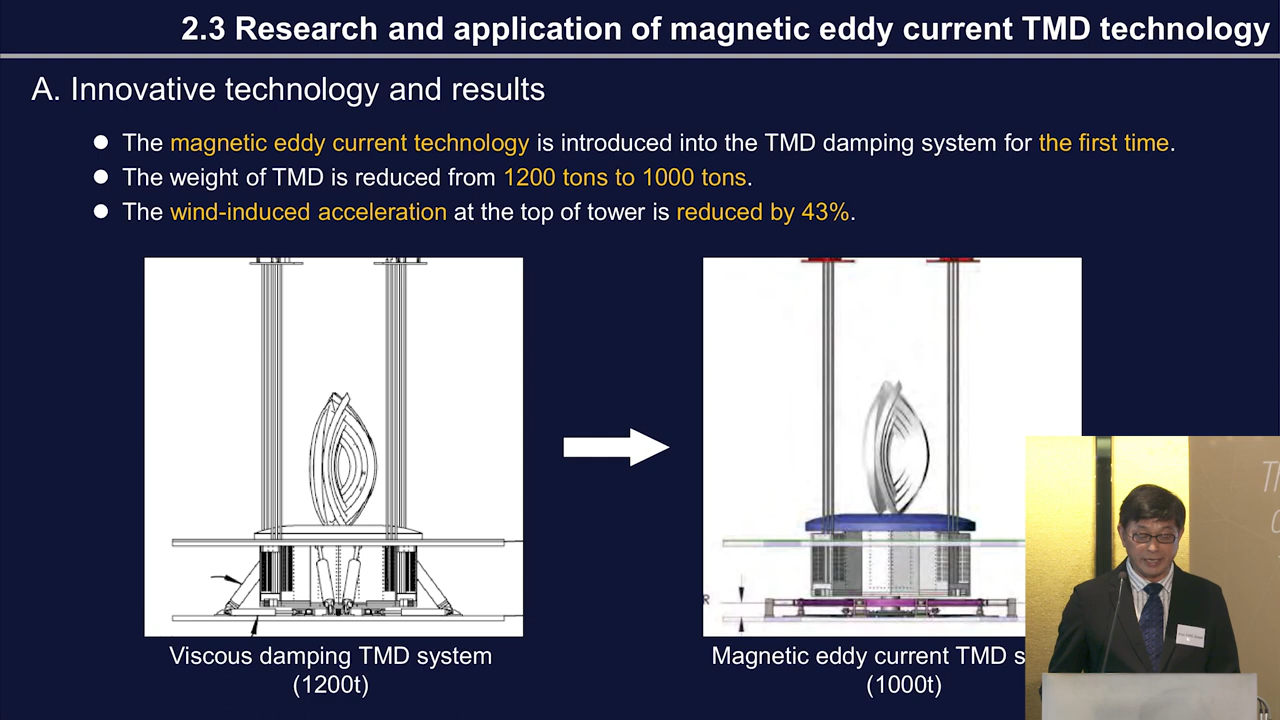 2.3 Research and application of magnetic eddy current TMD technology
A. Innovative technology and results
The magnetic eddy current technology is introduced into the TMD damping system for the first time.
The weight of TMD is reduced from 1200 tons to 1000 tons.
The wind-induced acceleration at the top of tower is reduced by 43%.
R
Viscous damping TMD system
(1200t)
Magnetic eddy current TMD s
(1000t)